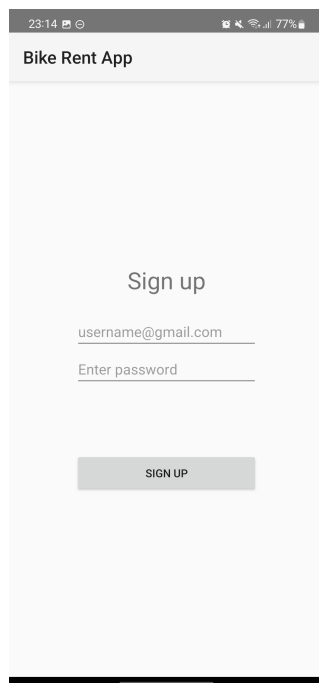 23:14 77%
Bike Rent App
Sign up
username@gmail.com
Enter password
SIGN UP